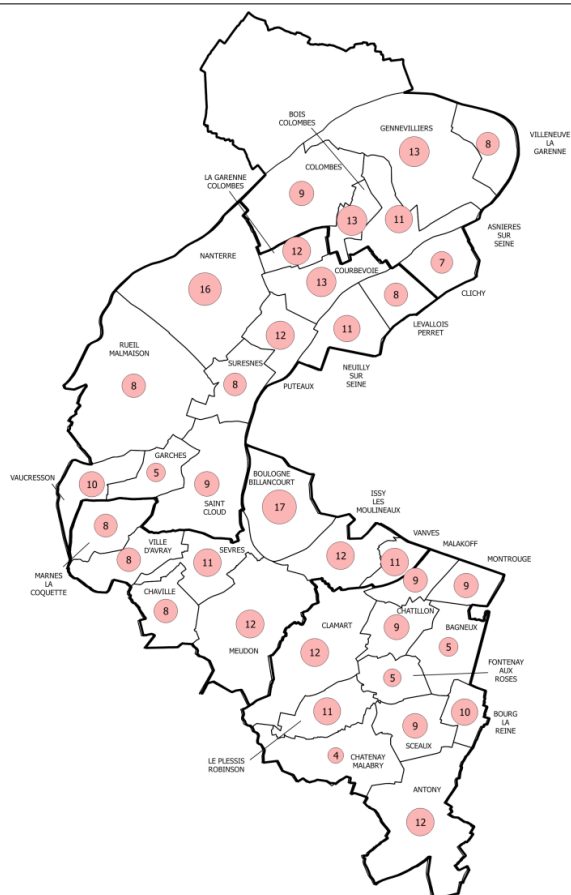 BOIS
COLOMBES
GENNEVILLIERS
13
8
VILLENEUVE
LA
GARENNE
LA GARENNE
COLOMBES
COLOMBES
9
13
11
ASNIERES
SUR
SEINE
NANTERRE
16
12
COURBEVOIE
13
7
CLICHY
8
LEVALLOIS
PERRET
11
NEUILLY
SUR
SEINE
12
PUTEAUX
RUEIL
MALMAISON
8
SURESNES
8
GARCHES
5
VAUCRESSON
10
9
SAINT
CLOUD
BOULOGNE
BILLANCOURT
17
ISSY
LES
MOULINEAUX
12
VANVES
11
MALAKOFF
9
MONTROUGE
9
8
MARNES
LA
COQUETTE
VILLE
D'AVRAY
8
SEVRES
11
CHAVILLE
8
12
MEUDON
CLAMART
12
CHATILLON
9
BAGNEUX
5
5
FONTENAY
AUX
ROSES
11
LE PLESSIS
ROBINSON
9
SCEAUX
10
BOURG
LA
REINE
4
CHATENAY
MALABRY
ANTONY
12